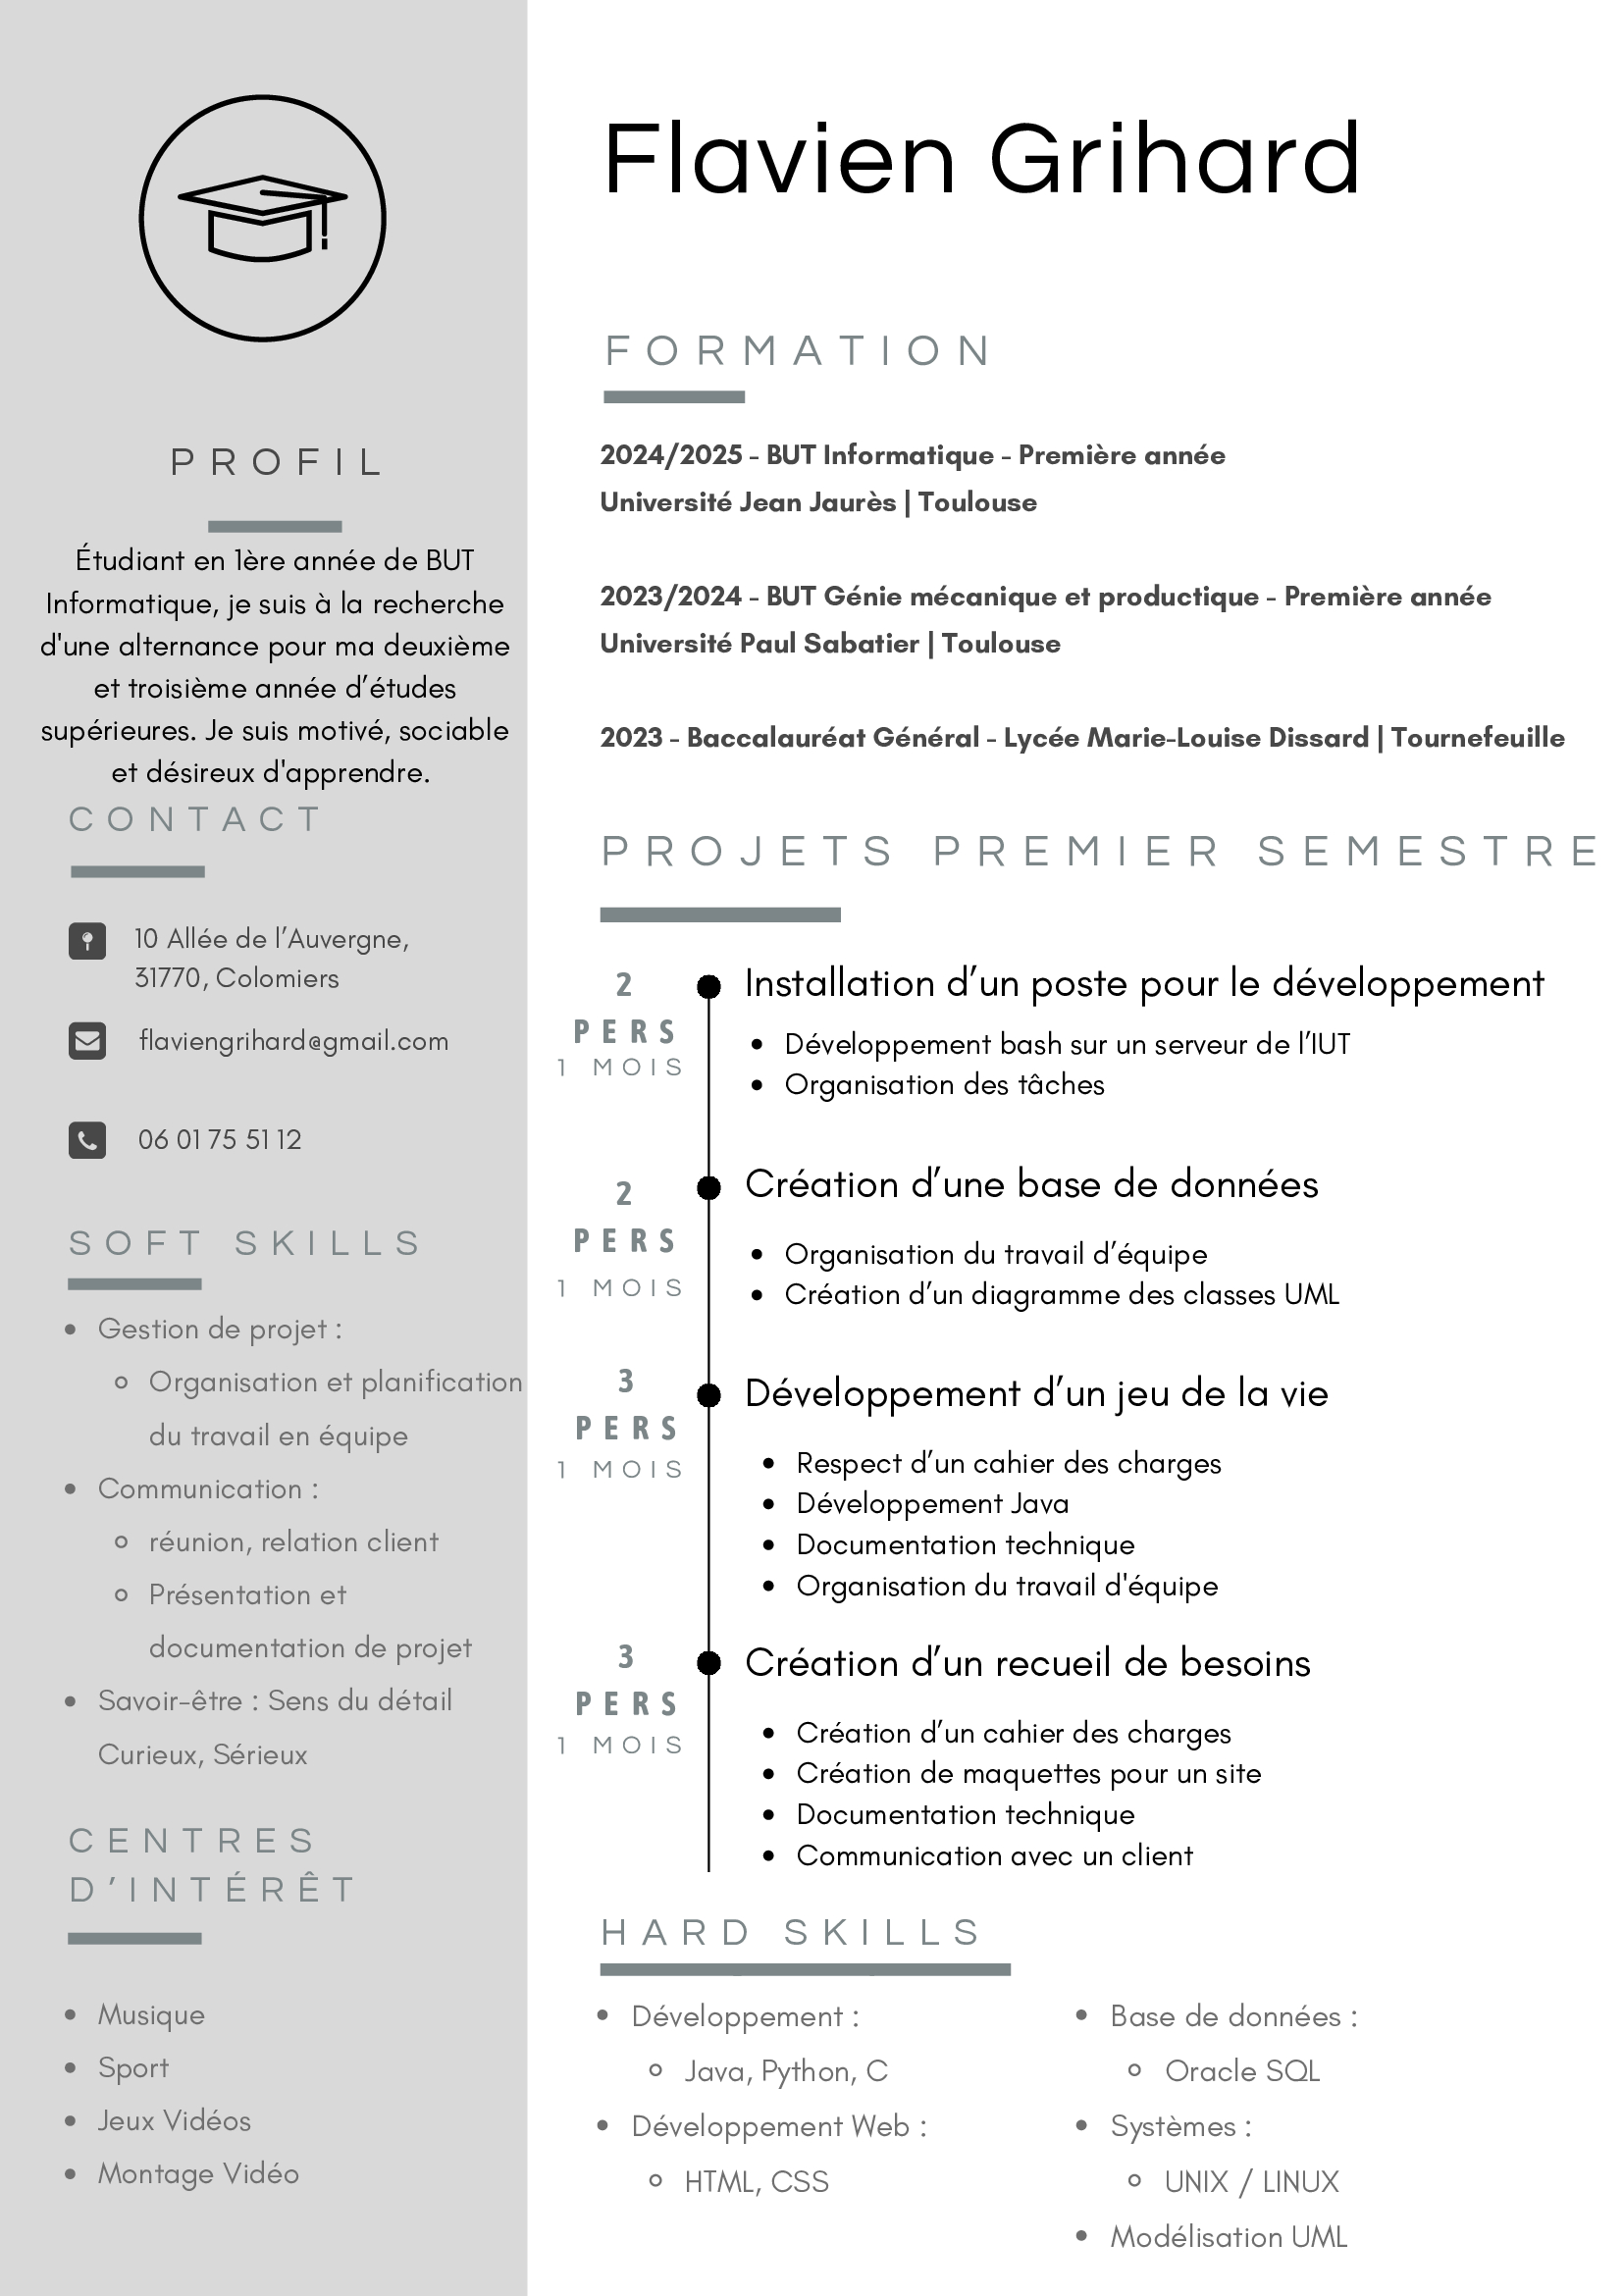 Flavien Grihard
PROFIL
Étudiant en 1ère année de BUT
Informatique, je suis à la recherche
d'une alternance pour ma deuxième
et troisième année d’études
supérieures. Je suis motivé, sociable
et désireux d'apprendre.
CONTACT
10 Allée de l’Auvergne,
31770, Colomiers
flaviengrihard@gmail.com
06 01 75 51 12
SOFT SKILLS
• Gestion de projet :
◦ Organisation et planification
du travail en équipe
• Communication :
◦ réunion, relation client
◦ Présentation et
documentation de projet
• Savoir-être : Sens du détail
Curieux, Sérieux
CENTRES
D’INTÉRÊT
• Musique
• Sport
• Jeux Vidéos
• Montage Vidéo
FORMATION
2024/2025 - BUT Informatique - Première année
Université Jean Jaurès | Toulouse
2023/2024 - BUT Génie mécanique et productique - Première année
Université Paul Sabatier | Toulouse
2023 - Baccalauréat Général - Lycée Marie-Louise Dissard | Tournefeuille
PROJETS PREMIER SEMESTRE
2
PERS
1 MOIS
Installation d’un poste pour le développement
• Développement bash sur un serveur de l’IUT
• Organisation des tâches
2
PERS
1 MOIS
Création d’une base de données
• Organisation du travail d’équipe
• Création d’un diagramme des classes UML
3
PERS
1 MOIS
Développement d’un jeu de la vie
• Respect d’un cahier des charges
• Développement Java
• Documentation technique
• Organisation du travail d'équipe
3
PERS
1 MOIS
Création d’un recueil de besoins
• Création d’un cahier des charges
• Création de maquettes pour un site
• Documentation technique
• Communication avec un client
HARD SKILLS
• Développement :
◦ Java, Python, C
• Développement Web :
◦ HTML, CSS
• Base de données :
◦ Oracle SQL
• Systèmes :
◦ UNIX / LINUX
• Modélisation UML